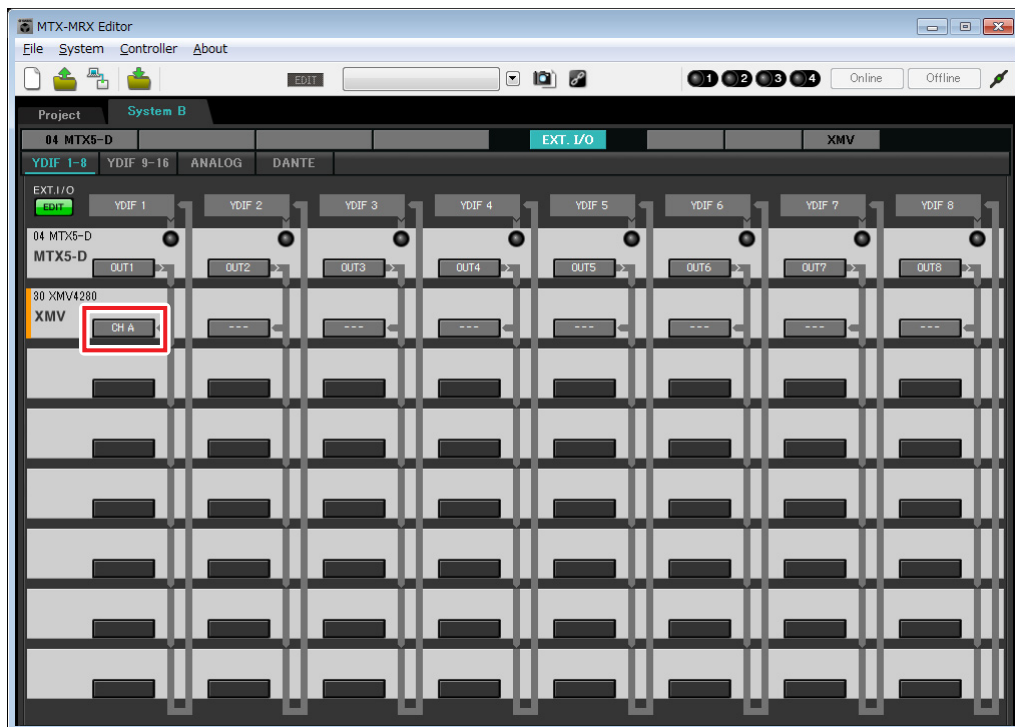 MTX-MRX Editor
File System Controller About
EDIT 1 2 3 4 Online Offline
Project System B
04 MTX5-D EXT. I/O XMV
YDIF 1-8 YDIF 9-16 ANALOG DANTE
EXT.I/O
EDIT YDIF 1 YDIF 2 YDIF 3 YDIF 4 YDIF 5 YDIF 6 YDIF 7 YDIF 8
04 MTX5-D
MTX5-D
OUT1 OUT2 OUT3 OUT4 OUT5 OUT6 OUT7 OUT8
30 XMV4280
XMV
CH A --- --- --- --- --- --- ---